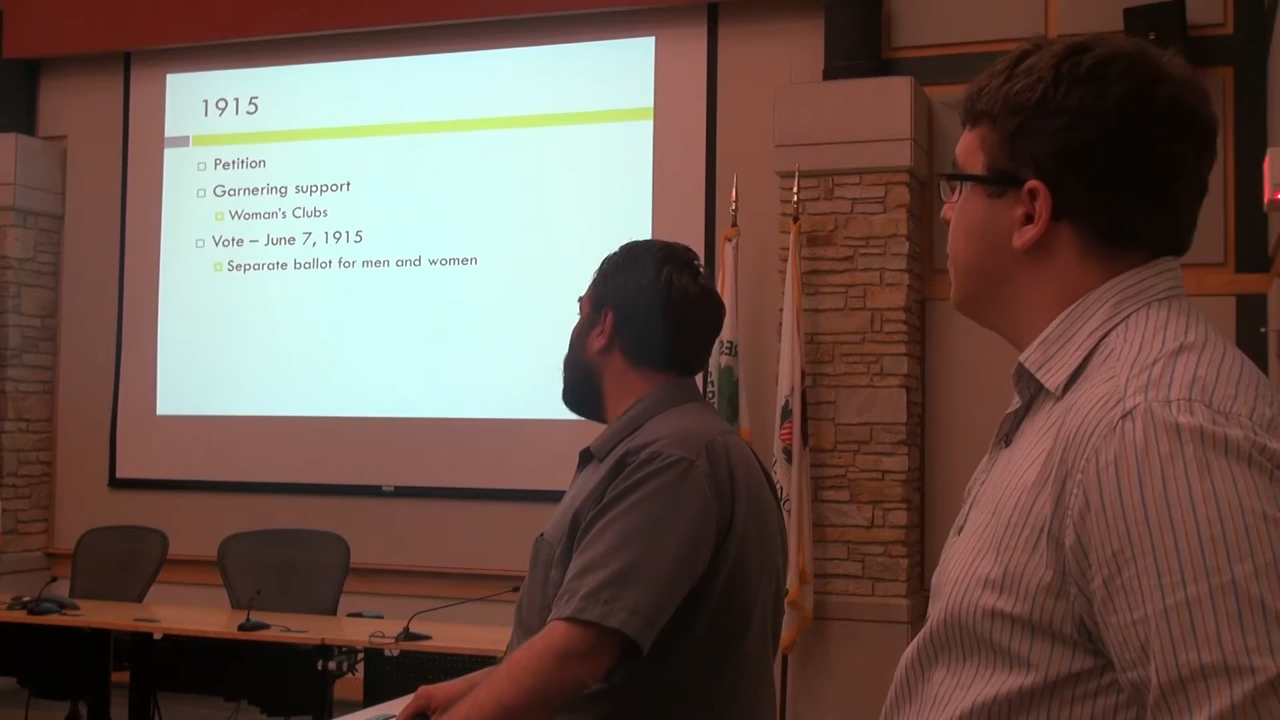 1915
Petition
Garnering support
Woman's Clubs
Vote – June 7, 1915
Separate ballot for men and women